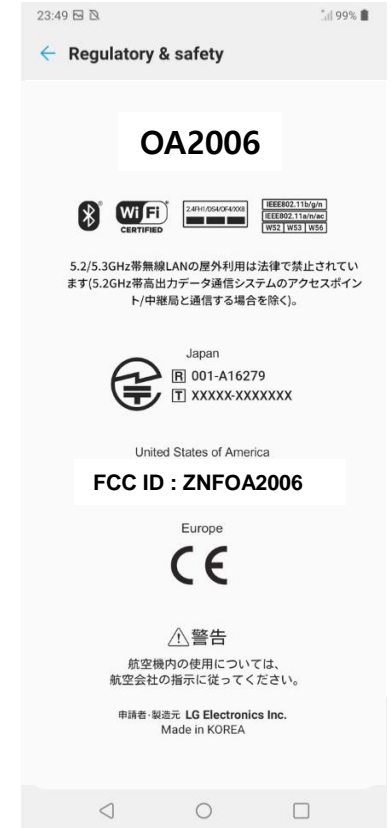 23:49 99%
Regulatory & safety
OA2006
Wi Fi
CERTIFIED
2.4FH1/DS4/OF4/XX8
IEEE802.11b/g/n
IEEE802.11a/n/ac
W52 W53 W56
5.2/5.3GHz帯無線LANの屋外利用は法律で禁止されてい
ます(5.2GHz帯高出力データ通信システムのアクセスポイン
ト/中継局と通信する場合を除く)。
Japan
R 001-A16279
T XXXXX-XXXXXXX
United States of America
FCC ID : ZNFOA2006
Europe
CE
警告
航空機内の使用については、
航空会社の指示に従ってください。
申請者·製造元 LG Electronics Inc.
Made in KOREA